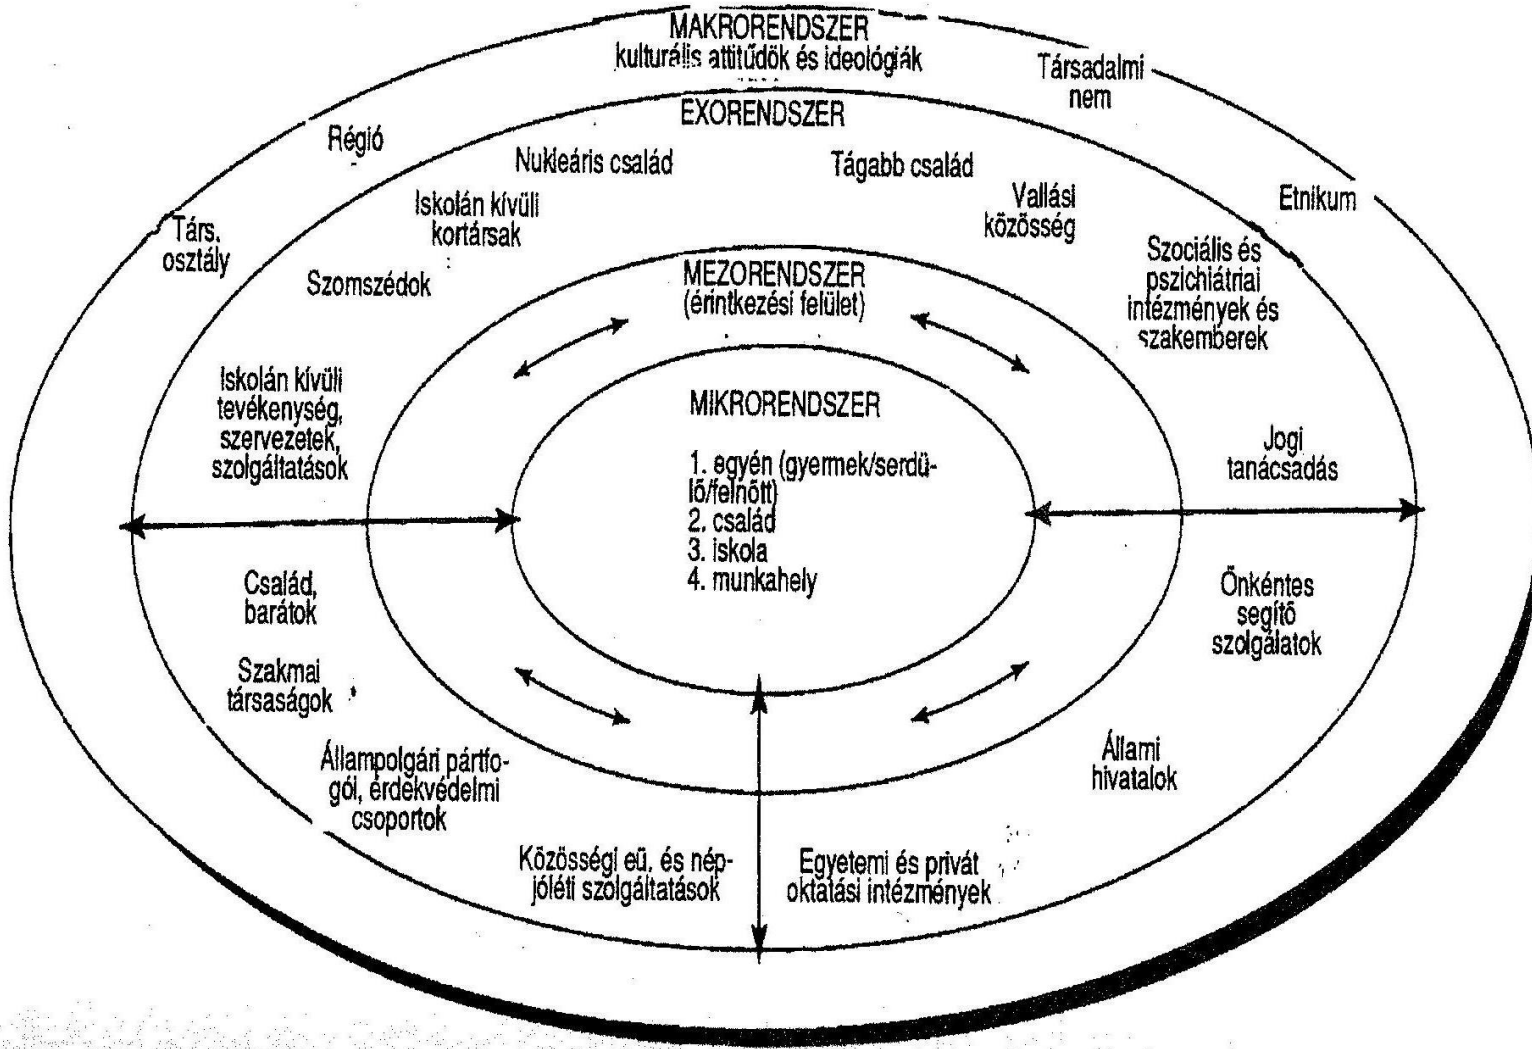 MAKRORENDSZER
kulturális attitűdök és ideológiák
Társadalmi
nem
Régió
Etnikum
Társ.
osztály
EXORENDSZER
Nukleáris család
Tágabb család
Iskolán kívüli
kortársak
Vallási
közösség
Szomszédok
Szociális és
pszichiátriai
intézmények és
szakemberek
MEZORENDSZER
(érintkezési felület)
Iskolán kívüli
tevékenység,
szervezetek,
szolgáltatások
MIKRORENDSZER
1. egyén (gyermek/serdü-
lő/felnőtt)
2. család
3. iskola
4. munkahely
Jogi
tanácsadás
Család,
barátok
Önkéntes
segítő
szolgálatok
Szakmai
társaságok
Állampolgári pártfo-
gói, érdekvédelmi
csoportok
Állami
hivatalok
Közösségi eü. és nép-
jóléti szolgáltatások
Egyetemi és privát
oktatási intézmények